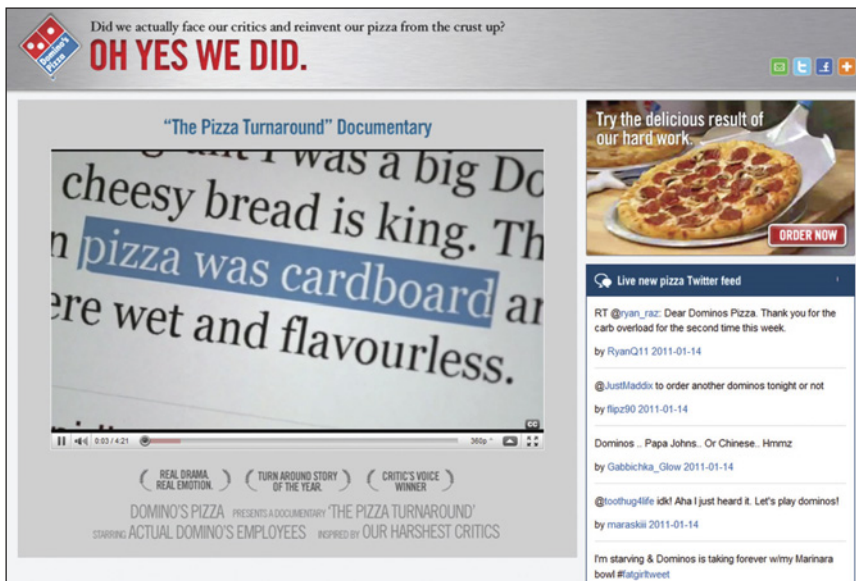 Domino's
Pizza
Did we actually face our critics and reinvent our pizza from the crust up?
OH YES WE DID.
"The Pizza Turnaround" Documentary
I was a big Do
cheesy bread is king. Th
pizza was cardboard
wet and flavourless.
CC
0:03 / 4:21
360p
REAL DRAMA.
REAL EMOTION.
TURN AROUND STORY
OF THE YEAR.
CRITIC'S VOICE
WINNER
DOMINO'S PIZZA PRESENTS A DOCUMENTARY 'THE PIZZA TURNAROUND'
STARRING ACTUAL DOMINO'S EMPLOYEES INSPIRED BY OUR HARSHEST CRITICS
Try the delicious result of
our hard work.
ORDER NOW
Live new pizza Twitter feed
RT @ryan_raz: Dear Dominos Pizza. Thank you for the
carb overload for the second time this week.
by RyanQ11 2011-01-14
@JustMaddix to order another dominos tonight or not
by flipz90 2011-01-14
Dominos .. Papa Johns.. Or Chinese.. Hmmz
by Gabbichka_Glow 2011-01-14
@toothug4life idk! Aha I just heard it. Let's play dominos!
by maraskiii 2011-01-14
I'm starving & Dominos is taking forever w/my Marinara
bowl #fatgirltweet